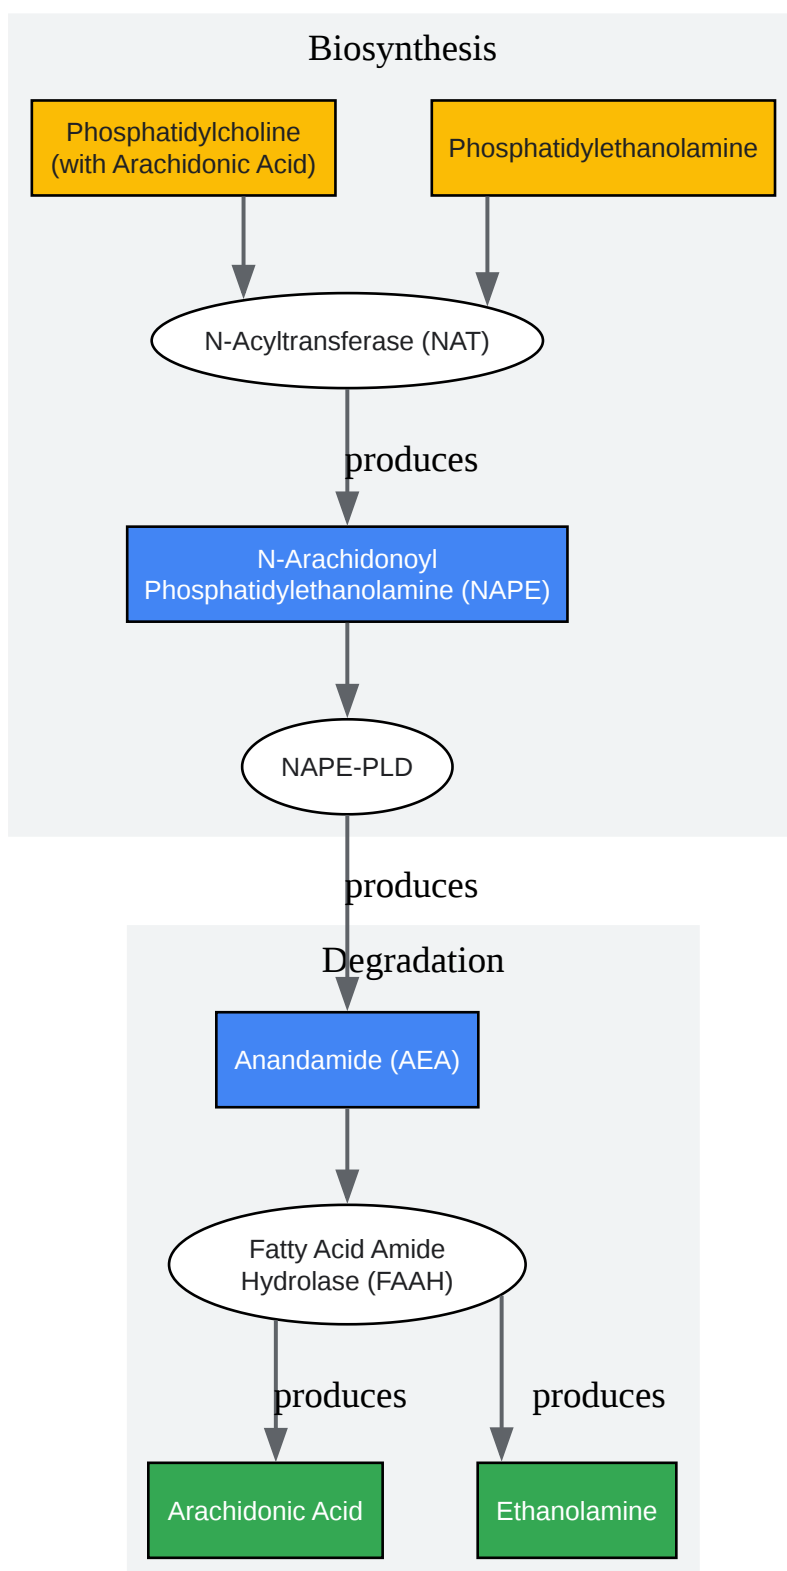 Biosynthesis
Phosphatidylcholine
(with Arachidonic Acid)
Phosphatidylethanolamine
N-Acyltransferase (NAT)
produces
N-Arachidonoyl
Phosphatidylethanolamine (NAPE)
NAPE-PLD
produces
Degradation
Anandamide (AEA)
Fatty Acid Amide
Hydrolase (FAAH)
produces
produces
Arachidonic Acid
Ethanolamine